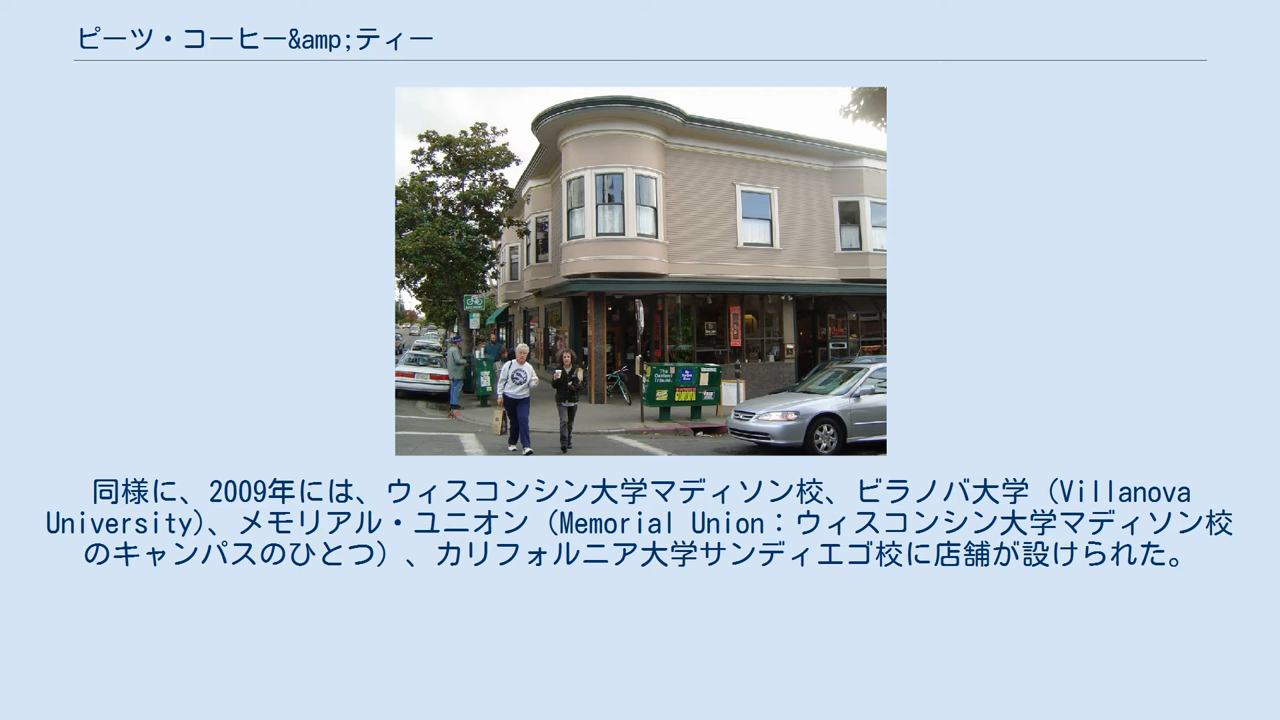 ピーツ・コーヒー&amp;ティー
The
Oakland
Tribune.
同様に、2009年には、ウィスコンシン大学マディソン校、ビラノバ大学（Villanova
University)、メモリアル・ユニオン（Memorial Union：ウィスコンシン大学マディソン校
のキャンパスのひとつ）、カリフォルニア大学サンディエゴ校に店舗が設けられた。